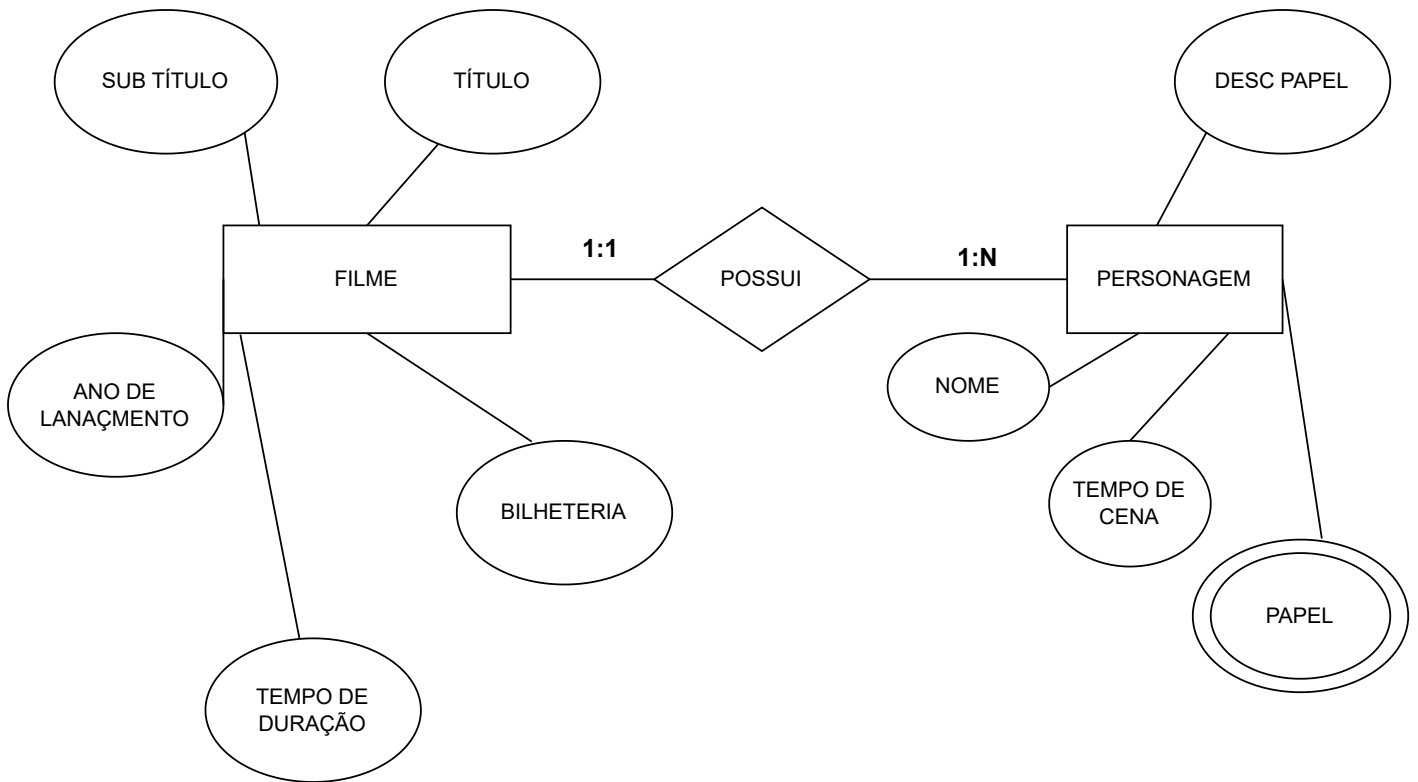 SUB TÍTULO
TÍTULO
DESC PAPEL
FILME
1:1
POSSUI
1:N
PERSONAGEM
ANO DE
LANAÇMENTO
NOME
BILHETERIA
TEMPO DE
CENA
PAPEL
TEMPO DE
DURAÇÃO